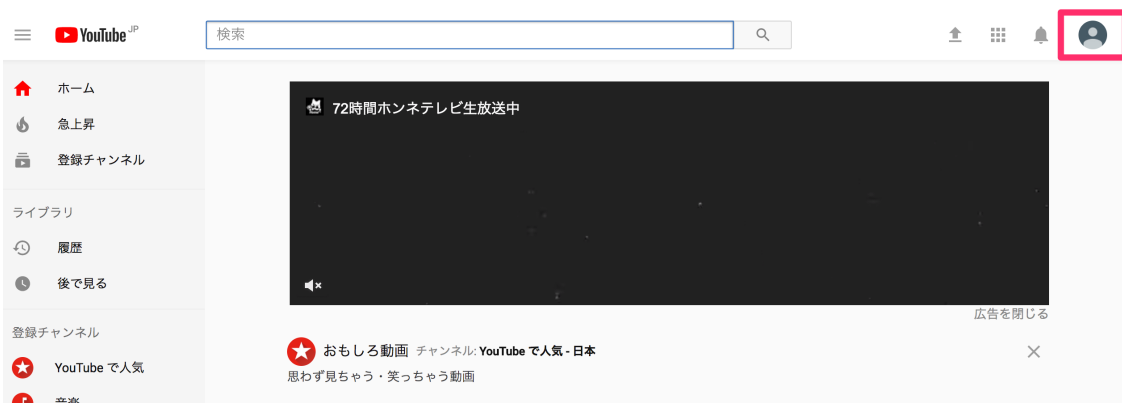 YouTube JP
検索
ホーム
急上昇
登録チャンネル
ライブラリ
履歴
後で見る
登録チャンネル
YouTube で人気
音楽
72時間ホンネテレビ生放送中
広告を閉じる
おもしろ動画 チャンネル: YouTube で人気 - 日本
思わず見ちゃう・笑っちゃう動画